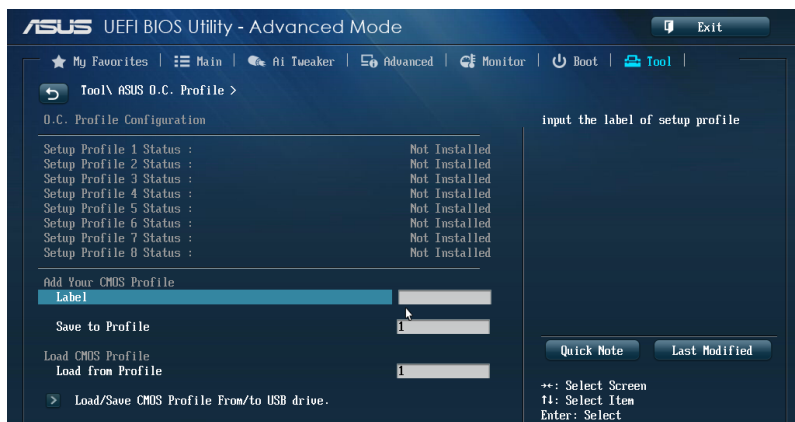 ASUS UEFI BIOS Utility - Advanced Mode
Exit
My Favorites | Main | Ai Tweaker | Advanced | Monitor | Boot | Tool |
Tool\ ASUS O.C. Profile >
O.C. Profile Configuration
input the label of setup profile
Setup Profile 1 Status : Not Installed
Setup Profile 2 Status : Not Installed
Setup Profile 3 Status : Not Installed
Setup Profile 4 Status : Not Installed
Setup Profile 5 Status : Not Installed
Setup Profile 6 Status : Not Installed
Setup Profile 7 Status : Not Installed
Setup Profile 8 Status : Not Installed
Add Your CMOS Profile
Label
Save to Profile 1
Load CMOS Profile
Load from Profile 1
> Load/Save CMOS Profile From/to USB drive.
Quick Note
Last Modified
→←: Select Screen
↑↓: Select Item
Enter: Select